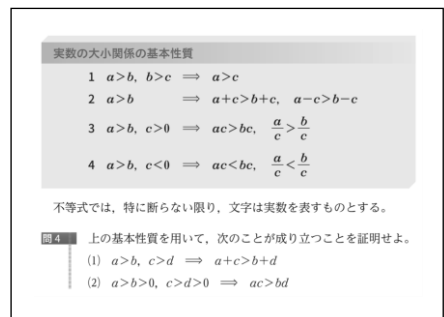 実数の大小関係の基本性質
1 a>b, b>c ⟹ a>c
2 a>b ⟹ a+c>b+c, a−c>b−c
3 a>b, c>0 ⟹ ac>bc, a/c>b/c
4 a>b, c<0 ⟹ ac<bc, a/c<b/c
不等式では，特に断らない限り，文字は実数を表すものとする。
問4 上の基本性質を用いて，次のことが成り立つことを証明せよ。
(1) a>b, c>d ⟹ a+c>b+d
(2) a>b>0, c>d>0 ⟹ ac>bd